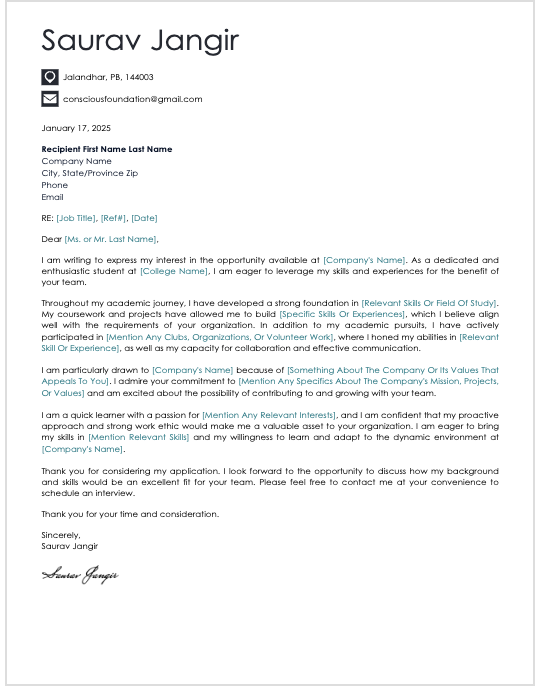 Saurav Jangir
Jalandhar, PB, 144003
consciousfoundation@gmail.com
January 17, 2025
Recipient First Name Last Name
Company Name
City, State/Province Zip
Phone
Email
RE: [Job Title], [Ref#], [Date]
Dear [Ms. or Mr. Last Name],
I am writing to express my interest in the opportunity available at [Company's Name]. As a dedicated and
enthusiastic student at [College Name], I am eager to leverage my skills and experiences for the benefit of
your team.
Throughout my academic journey, I have developed a strong foundation in [Relevant Skills Or Field Of Study].
My coursework and projects have allowed me to build [Specific Skills Or Experiences], which I believe align
well with the requirements of your organization. In addition to my academic pursuits, I have actively
participated in [Mention Any Clubs, Organizations, Or Volunteer Work], where I honed my abilities in [Relevant
Skill Or Experience], as well as my capacity for collaboration and effective communication.
I am particularly drawn to [Company's Name] because of [Something About The Company Or Its Values That
Appeals To You]. I admire your commitment to [Mention Any Specifics About The Company's Mission, Projects,
Or Values] and am excited about the possibility of contributing to and growing with your team.
I am a quick learner with a passion for [Mention Any Relevant Interests], and I am confident that my proactive
approach and strong work ethic would make me a valuable asset to your organization. I am eager to bring
my skills in [Mention Relevant Skills] and my willingness to learn and adapt to the dynamic environment at
[Company's Name].
Thank you for considering my application. I look forward to the opportunity to discuss how my background
and skills would be an excellent fit for your team. Please feel free to contact me at your convenience to
schedule an interview.
Thank you for your time and consideration.
Sincerely,
Saurav Jangir
Saurav Jangir